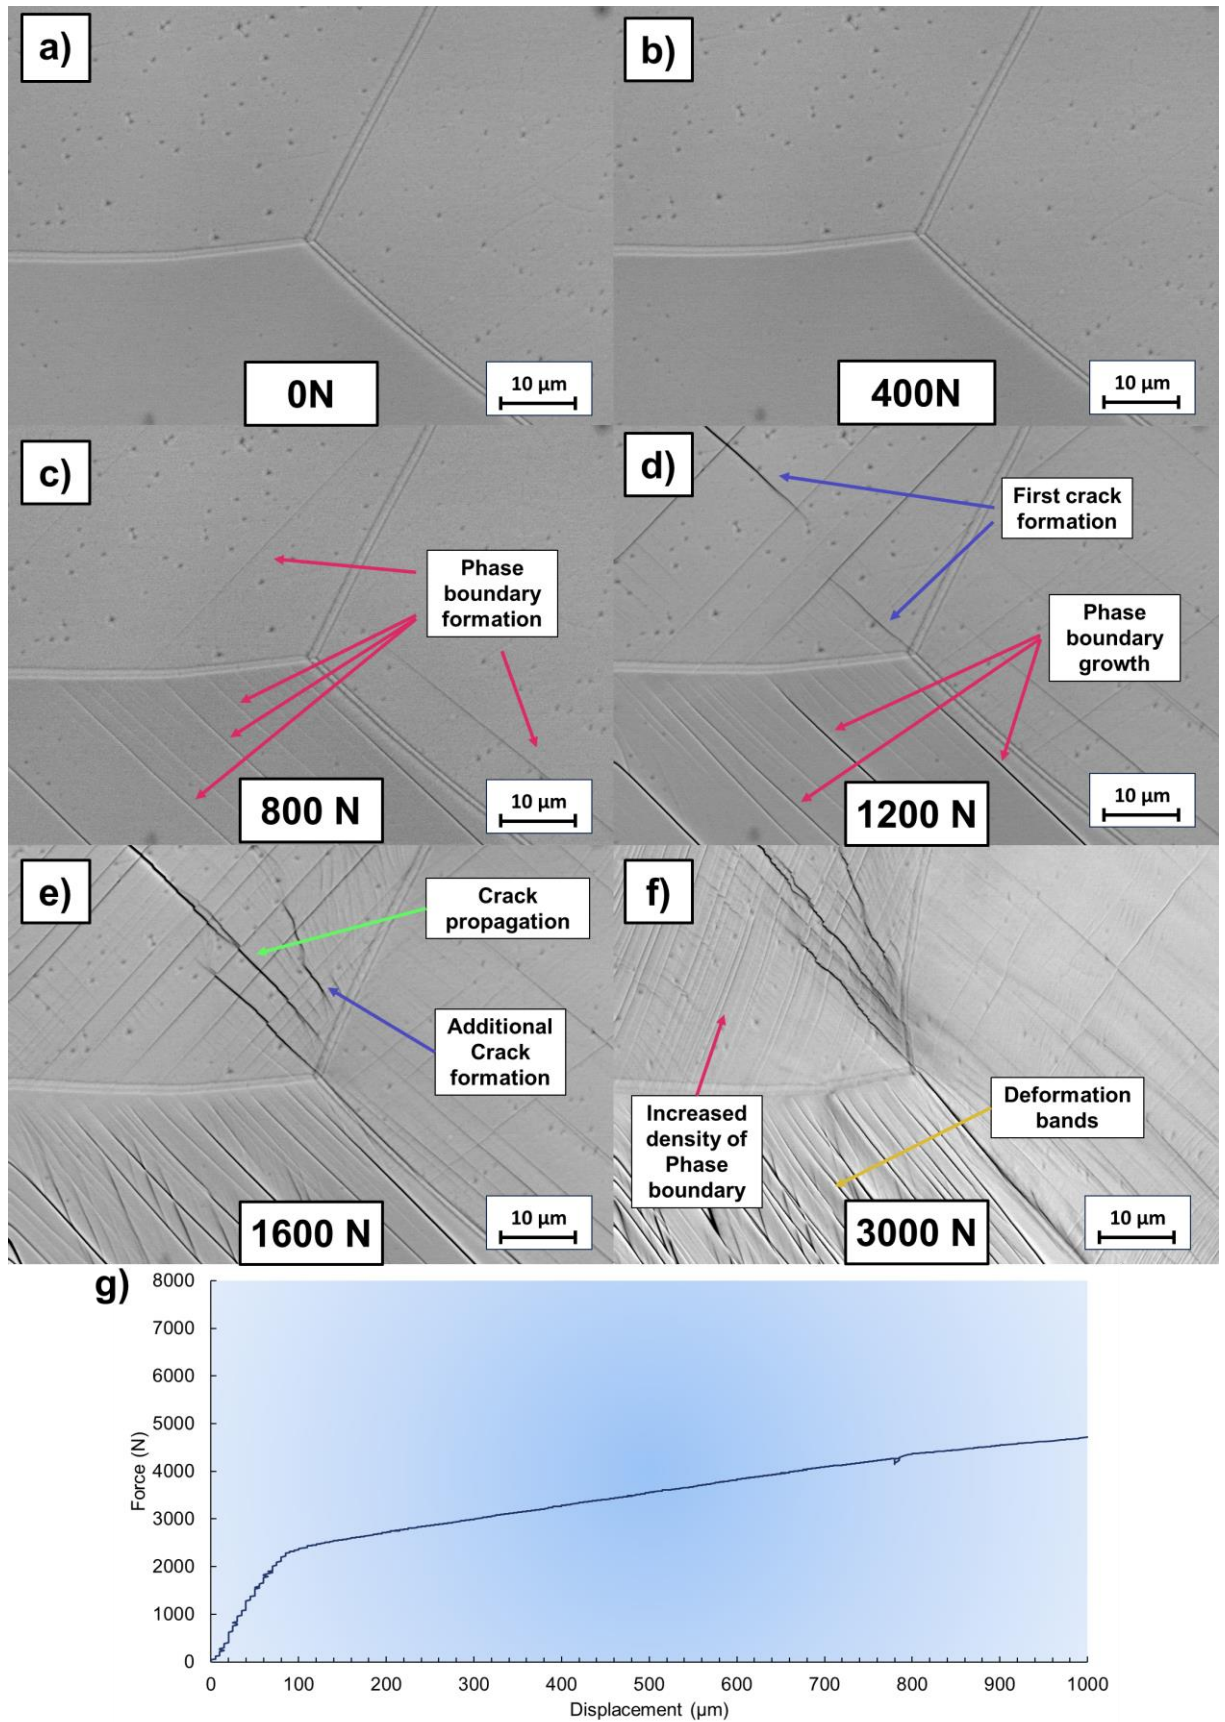 a)
0N
10 µm
b)
400N
10 µm
c)
Phase
boundary
formation
800 N
10 µm
d)
First crack
formation
Phase
boundary
growth
1200 N
10 µm
e)
Crack
propagation
Additional
Crack
formation
1600 N
10 µm
f)
Increased
density of
Phase
boundary
Deformation
bands
3000 N
10 µm
g)
8000
7000
6000
5000
4000
3000
2000
1000
0
Force (N)
0 100 200 300 400 500 600 700 800 900 1000
Displacement (µm)